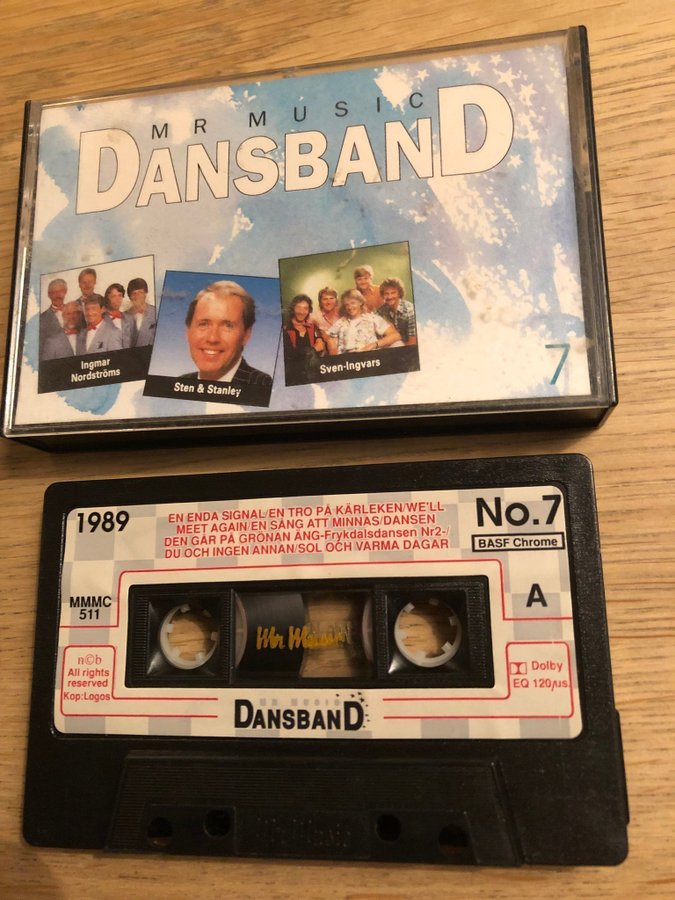 MR MUSIC
DANSBAND
Ingmar
Nordströms
Sten & Stanley
Sven-Ingvars
7
1989
EN ENDA SIGNAL/EN TRO PÅ KÄRLEKEN/WE'LL
MEET AGAIN/EN SÅNG ATT MINNAS/DANSEN
DEN GÅR PÅ GRÖNAN ÄNG-Frykdalsdansen Nr2-/
DU OCH INGEN ANNAN/SOL OCH VARMA DAGAR
No.7
BASF Chrome
MMMC
511
A
n©b
All rights
reserved
Kop:Logos
Mr Music
Dolby
EQ 120µs
MR MUSIC
DANSBAND